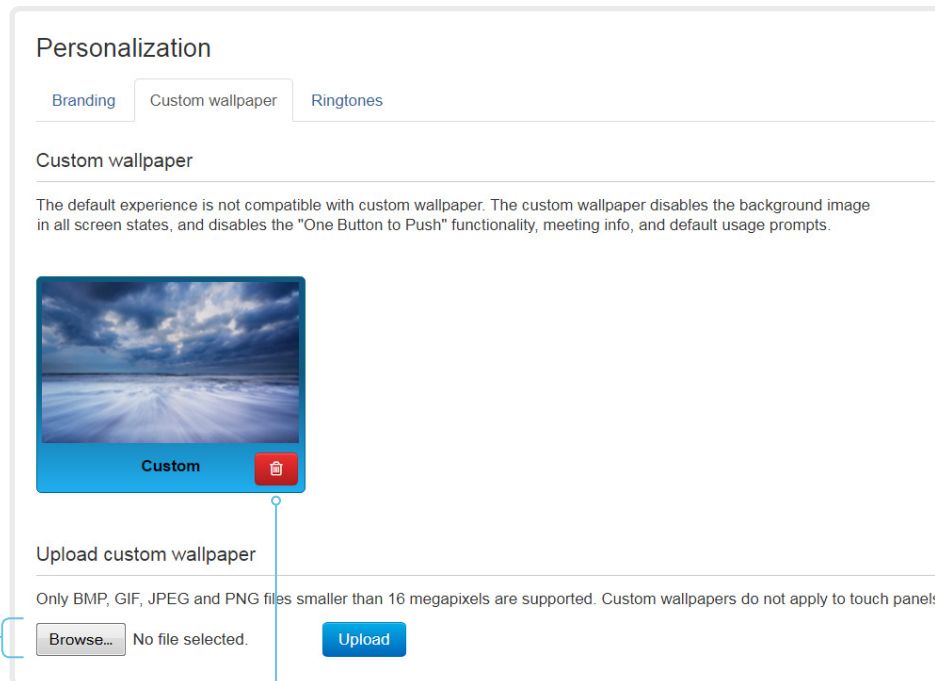 Personalization
Branding
Custom wallpaper
Ringtones
Custom wallpaper
The default experience is not compatible with custom wallpaper. The custom wallpaper disables the background image
in all screen states, and disables the "One Button to Push" functionality, meeting info, and default usage prompts.
Custom
Upload custom wallpaper
Only BMP, GIF, JPEG and PNG files smaller than 16 megapixels are supported. Custom wallpapers do not apply to touch panels
Browse... No file selected.
Upload